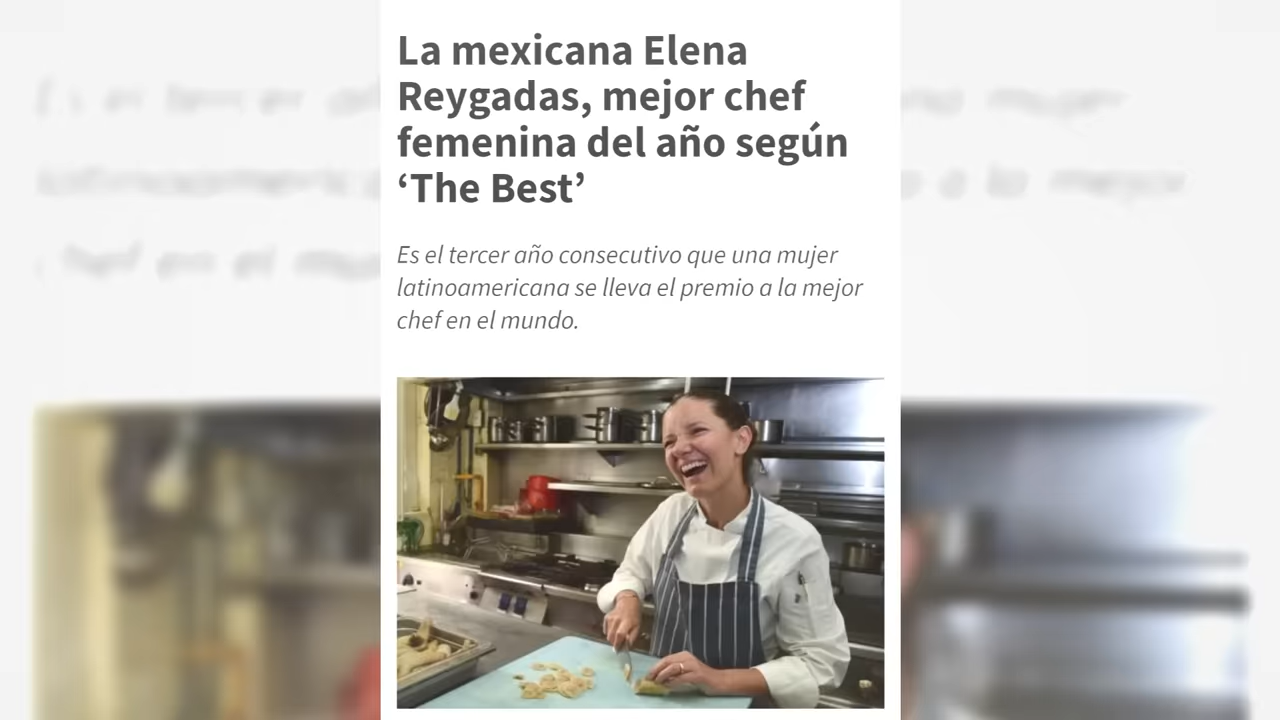 La mexicana Elena
Reygadas, mejor chef
femenina del año según
‘The Best’
Es el tercer año consecutivo que una mujer
latinoamericana se lleva el premio a la mejor
chef en el mundo.